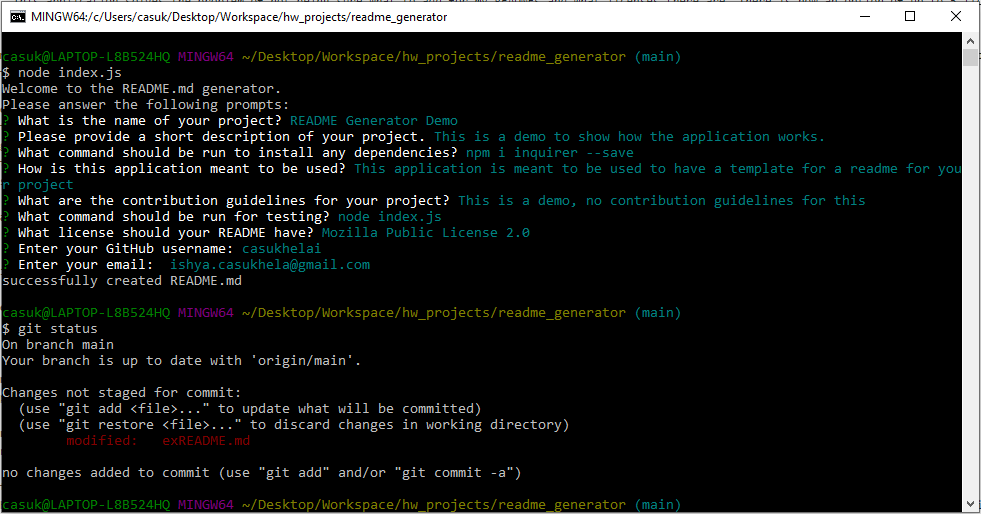 MINGW64:/c/Users/casuk/Desktop/Workspace/hw_projects/readme_generator
casuk@LAPTOP-L8B524HQ MINGW64 ~/Desktop/Workspace/hw_projects/readme_generator (main)
$ node index.js
Welcome to the README.md generator.
Please answer the following prompts:
? What is the name of your project? README Generator Demo
? Please provide a short description of your project. This is a demo to show how the application works.
? What command should be run to install any dependencies? npm i inquirer --save
? How is this application meant to be used? This application is meant to be used to have a template for a readme for you
r project
? What are the contribution guidelines for your project? This is a demo, no contribution guidelines for this
? What command should be run for testing? node index.js
? What license should your README have? Mozilla Public License 2.0
? Enter your GitHub username: casukhelai
? Enter your email:  ishya.casukhela@gmail.com
successfully created README.md
casuk@LAPTOP-L8B524HQ MINGW64 ~/Desktop/Workspace/hw_projects/readme_generator (main)
$ git status
On branch main
Your branch is up to date with 'origin/main'.
Changes not staged for commit:
  (use "git add <file>..." to update what will be committed)
  (use "git restore <file>..." to discard changes in working directory)
        modified:   exREADME.md
no changes added to commit (use "git add" and/or "git commit -a")
casuk@LAPTOP-L8B524HQ MINGW64 ~/Desktop/Workspace/hw_projects/readme_generator (main)